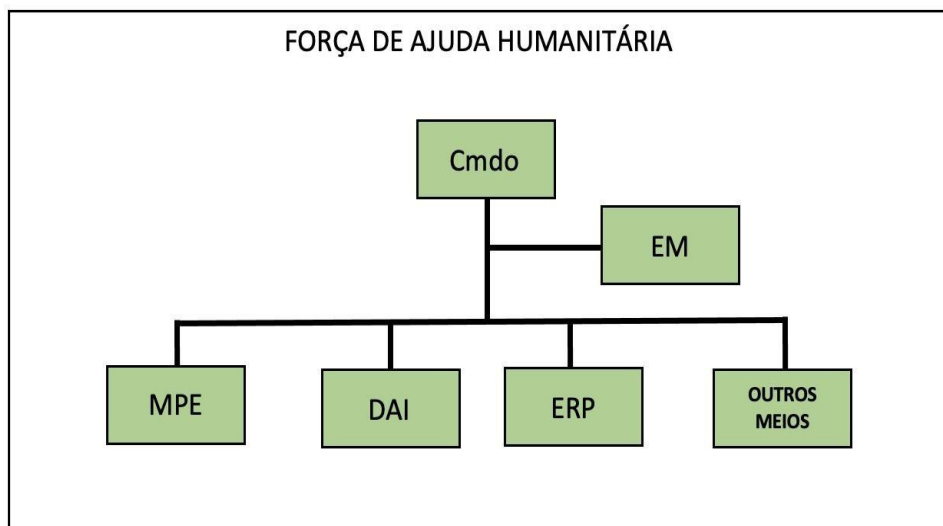 FORÇA DE AJUDA HUMANITÁRIA
Cmdo
EM
MPE
DAI
ERP
OUTROS
MEIOS